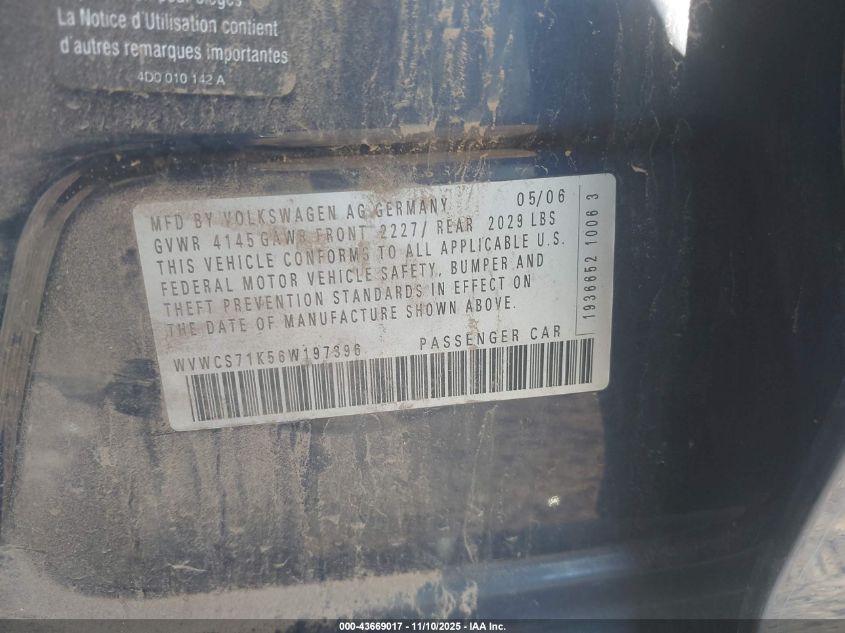 pour sièges
La Notice d'Utilisation contient
d'autres remarques importantes
4D0 010 142 A
MFD BY VOLKSWAGEN AG GERMANY 05/06
GVWR 4145 GAWR FRONT 2227/ REAR 2029 LBS
THIS VEHICLE CONFORMS TO ALL APPLICABLE U.S.
FEDERAL MOTOR VEHICLE SAFETY, BUMPER AND
THEFT PREVENTION STANDARDS IN EFFECT ON
THE DATE OF MANUFACTURE SHOWN ABOVE.
WVWCS71K56W197396 PASSENGER CAR
1936652 1006 3
000-43669017 - 11/10/2025 - IAA Inc.